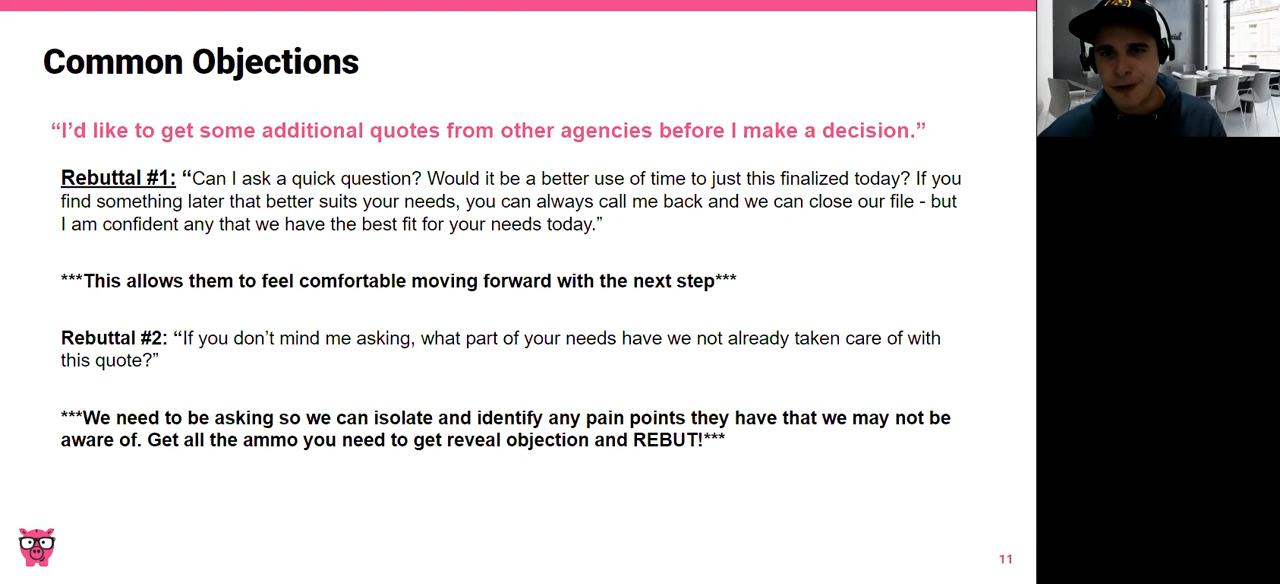 Common Objections
“I’d like to get some additional quotes from other agencies before I make a decision.”
Rebuttal #1: “Can I ask a quick question? Would it be a better use of time to just this finalized today? If you
find something later that better suits your needs, you can always call me back and we can close our file - but
I am confident any that we have the best fit for your needs today.”
***This allows them to feel comfortable moving forward with the next step***
Rebuttal #2: “If you don’t mind me asking, what part of your needs have we not already taken care of with
this quote?”
***We need to be asking so we can isolate and identify any pain points they have that we may not be
aware of. Get all the ammo you need to get reveal objection and REBUT!***
11